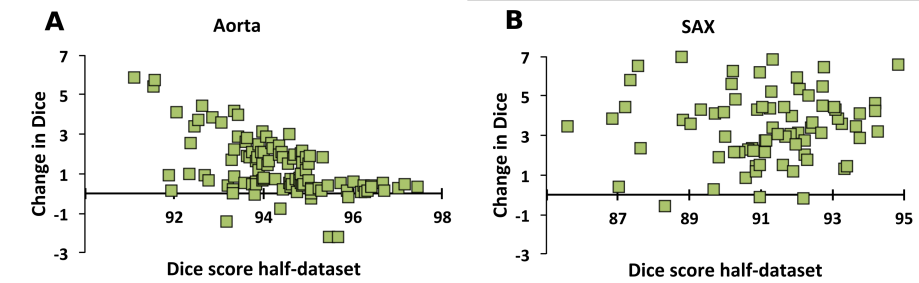 A
Aorta
Change in Dice
7
5
3
1
-1
-3
92
94
96
98
Dice score half-dataset
B
SAX
Change in Dice
7
5
3
1
-1
-3
87
89
91
93
95
Dice score half-dataset